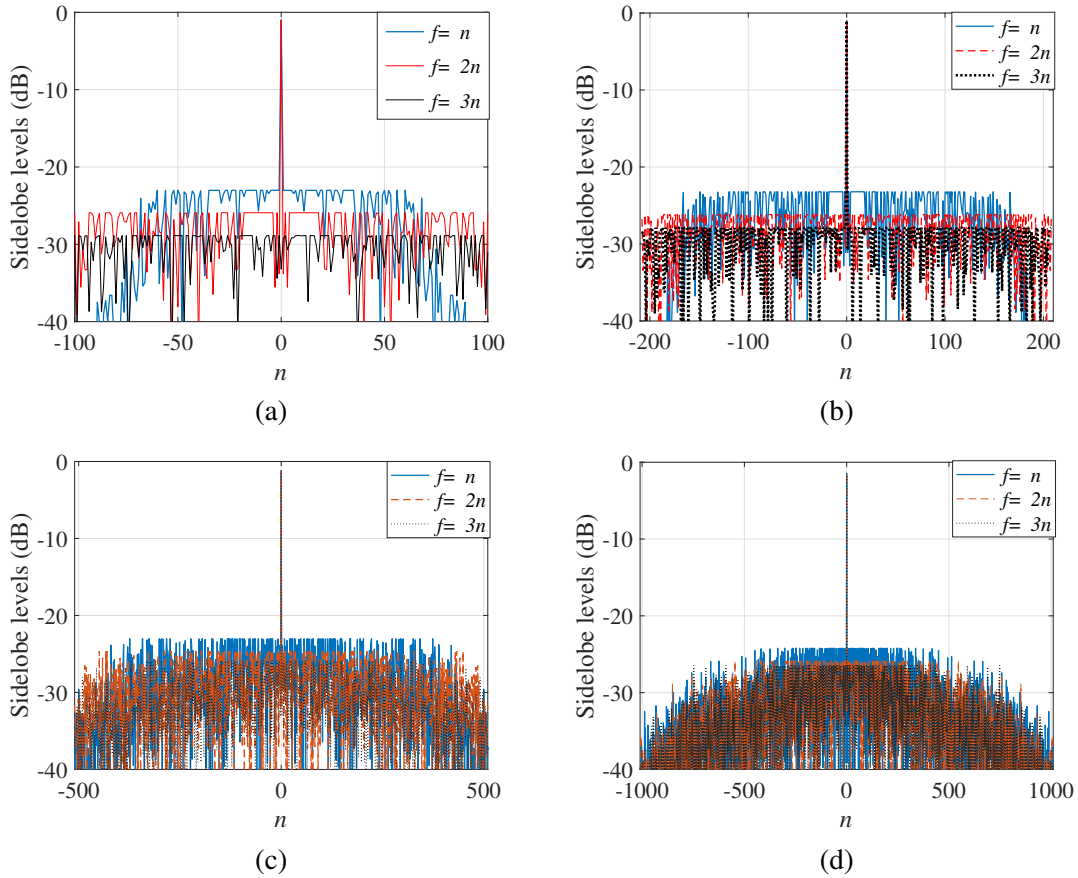 0
-10
-20
-30
-40
Sidelobe levels (dB)
-100
-50
0
50
100
n
f= n
f= 2n
f= 3n
(a)
0
-10
-20
-30
-40
Sidelobe levels (dB)
-200
-100
0
100
200
n
f= n
f= 2n
f= 3n
(b)
0
-10
-20
-30
-40
Sidelobe levels (dB)
-500
0
500
n
f= n
f= 2n
f= 3n
(c)
0
-10
-20
-30
-40
Sidelobe levels (dB)
-1000
-500
0
500
1000
n
f= n
f= 2n
f= 3n
(d)